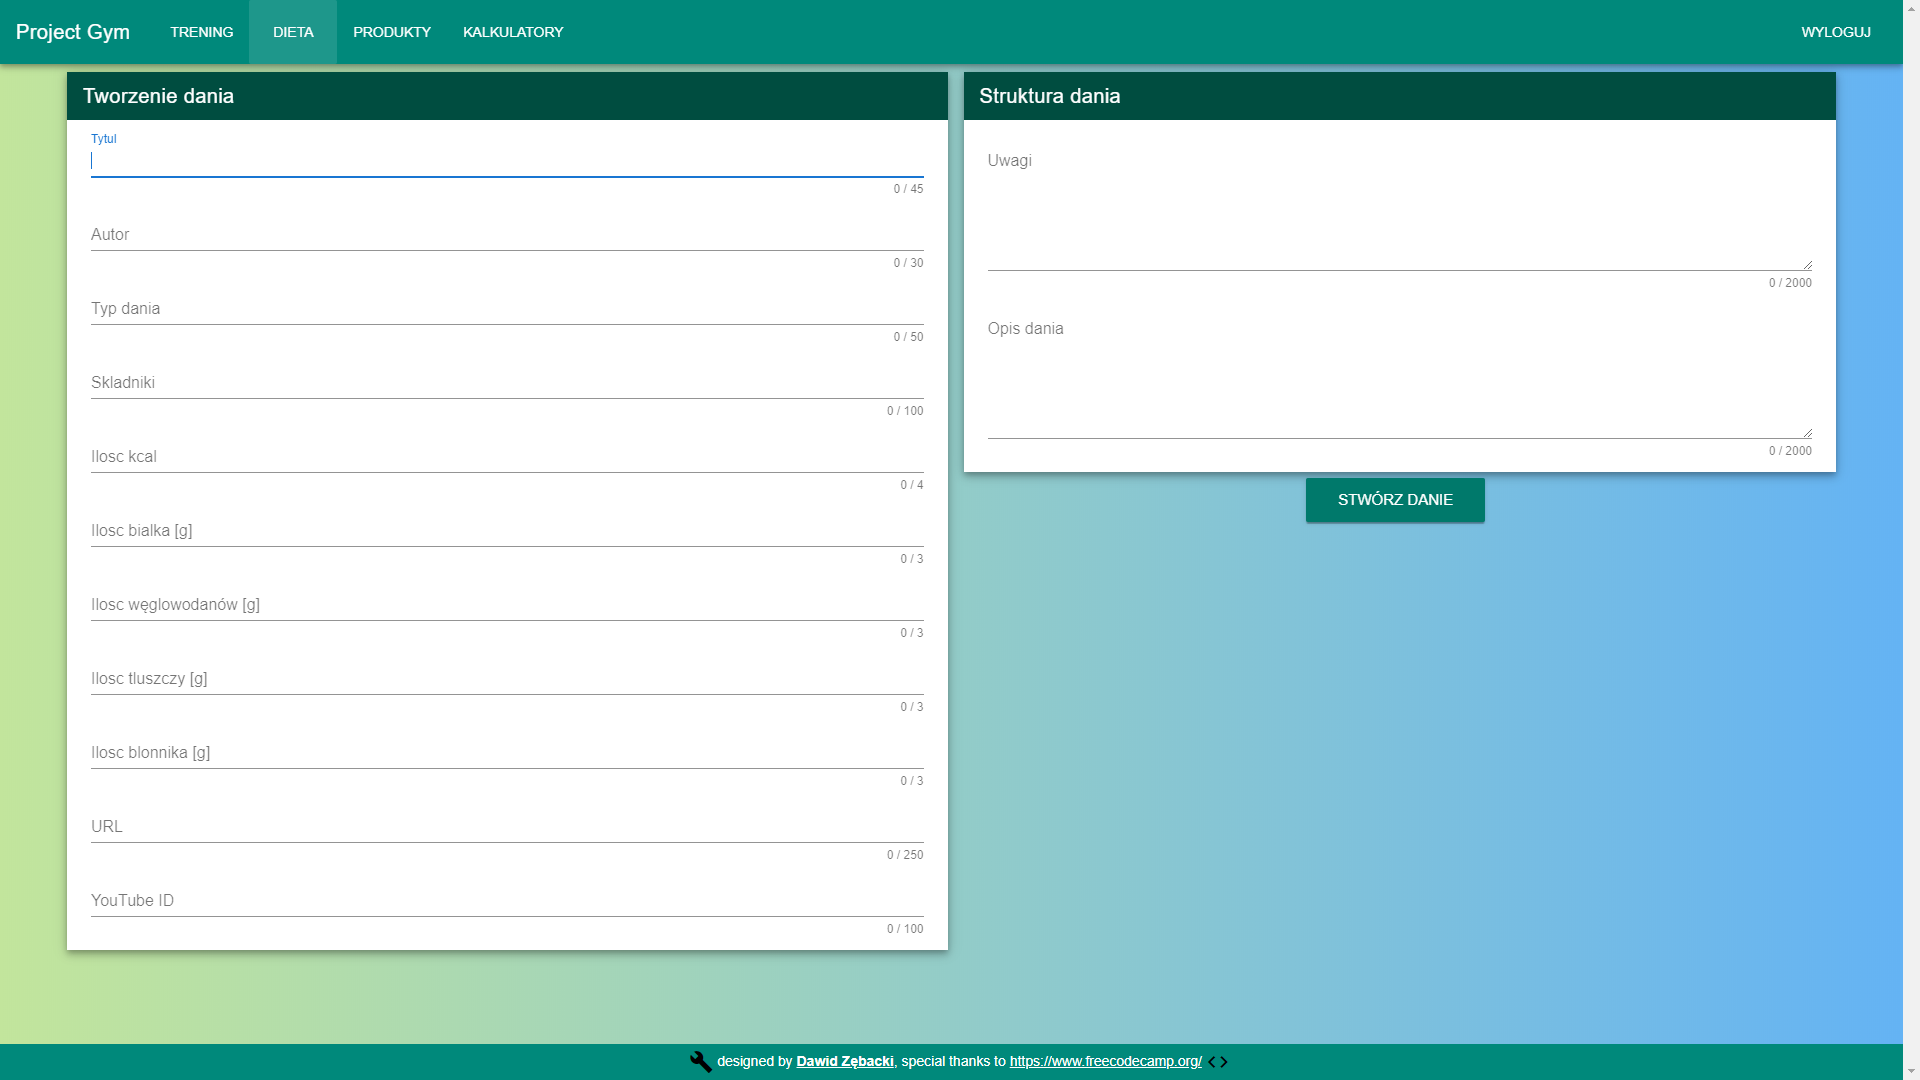 Project Gym TRENING DIETA PRODUKTY KALKULATORY WYLOGUJ
Tworzenie dania
Tytul
0 / 45
Autor
0 / 30
Typ dania
0 / 50
Skladniki
0 / 100
Ilosc kcal
0 / 4
Ilosc bialka [g]
0 / 3
Ilosc węglowodanów [g]
0 / 3
Ilosc tluszczy [g]
0 / 3
Ilosc blonnika [g]
0 / 3
URL
0 / 250
YouTube ID
0 / 100
Struktura dania
Uwagi
0 / 2000
Opis dania
0 / 2000
STWÓRZ DANIE
designed by Dawid Zębacki, special thanks to https://www.freecodecamp.org/